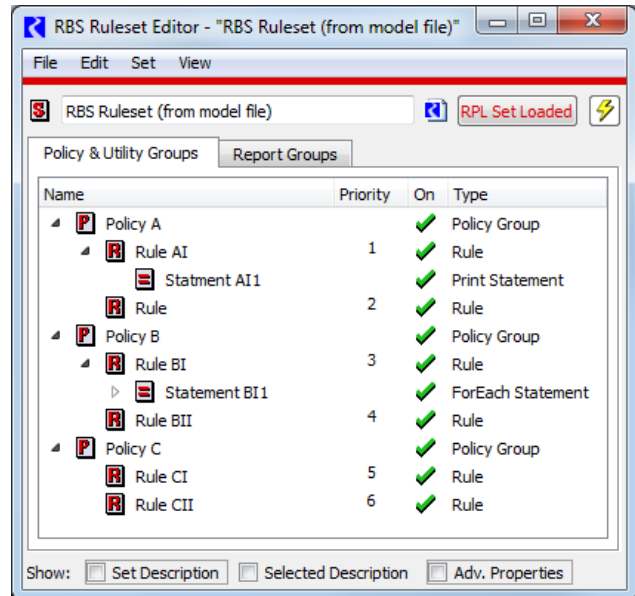 RBS Ruleset Editor - "RBS Ruleset (from model file)"
File Edit Set View
S RBS Ruleset (from model file) RPL Set Loaded
Policy & Utility Groups Report Groups
Name Priority On Type
P Policy A Policy Group
R Rule AI 1 Rule
Statment AI1 Print Statement
R Rule 2 Rule
P Policy B Policy Group
R Rule BI 3 Rule
Statement BI1 ForEach Statement
R Rule BII 4 Rule
P Policy C Policy Group
R Rule CI 5 Rule
R Rule CII 6 Rule
Show: Set Description Selected Description Adv. Properties